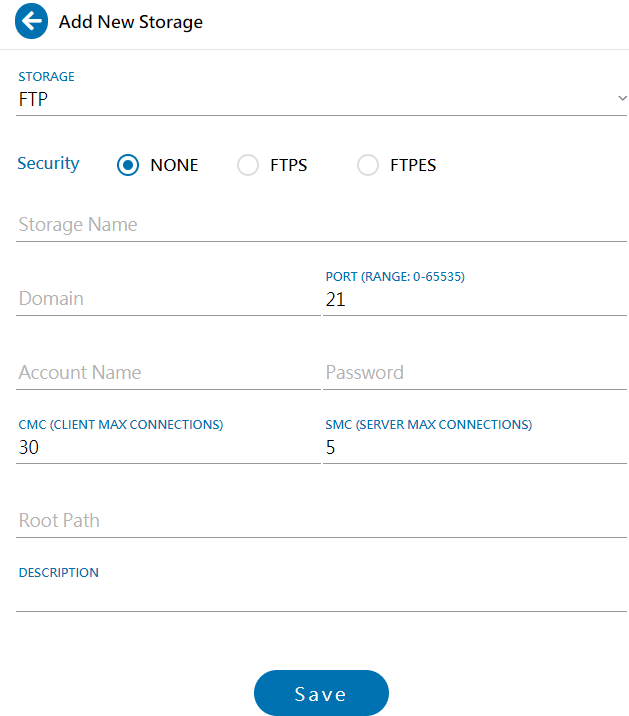 Add New Storage
STORAGE
FTP
Security NONE FTPS FTPES
Storage Name
PORT (RANGE: 0-65535)
Domain 21
Account Name Password
CMC (CLIENT MAX CONNECTIONS) SMC (SERVER MAX CONNECTIONS)
30 5
Root Path
DESCRIPTION
Save